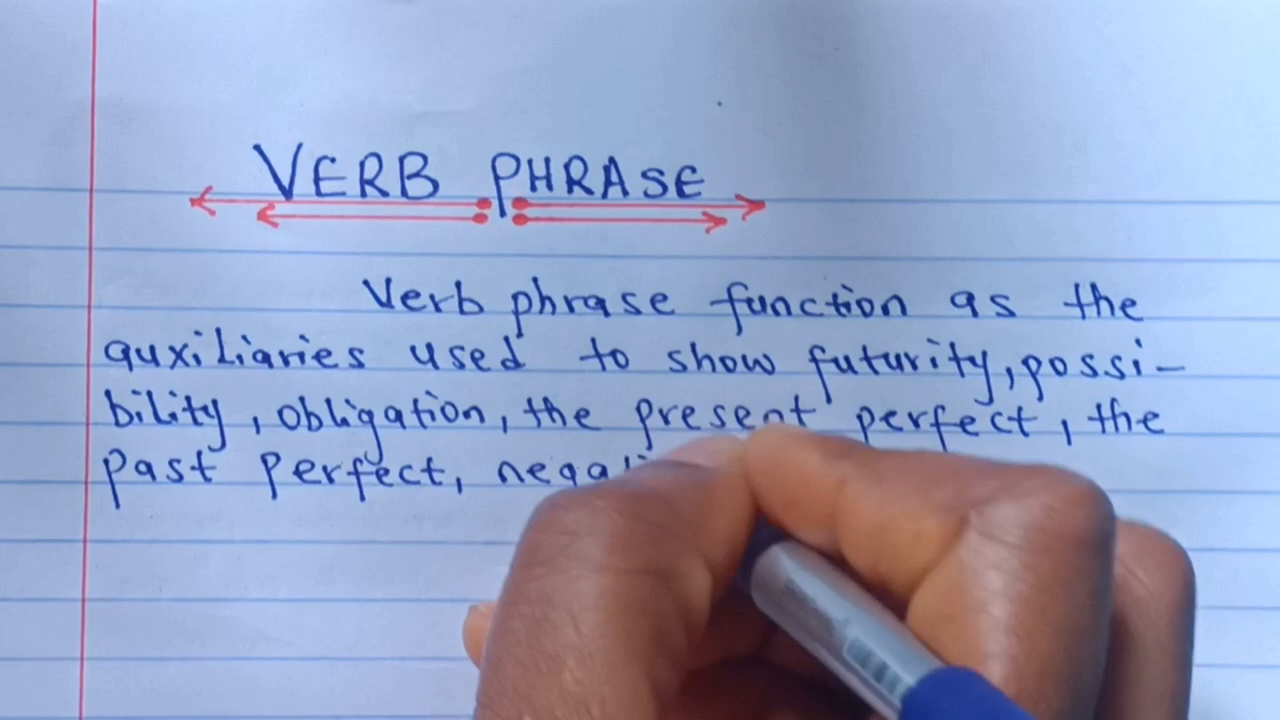 VERB PHRASE
Verb phrase function as the
auxiliaries used to show futurity, possi-
bility, obligation, the present perfect, the
past perfect,